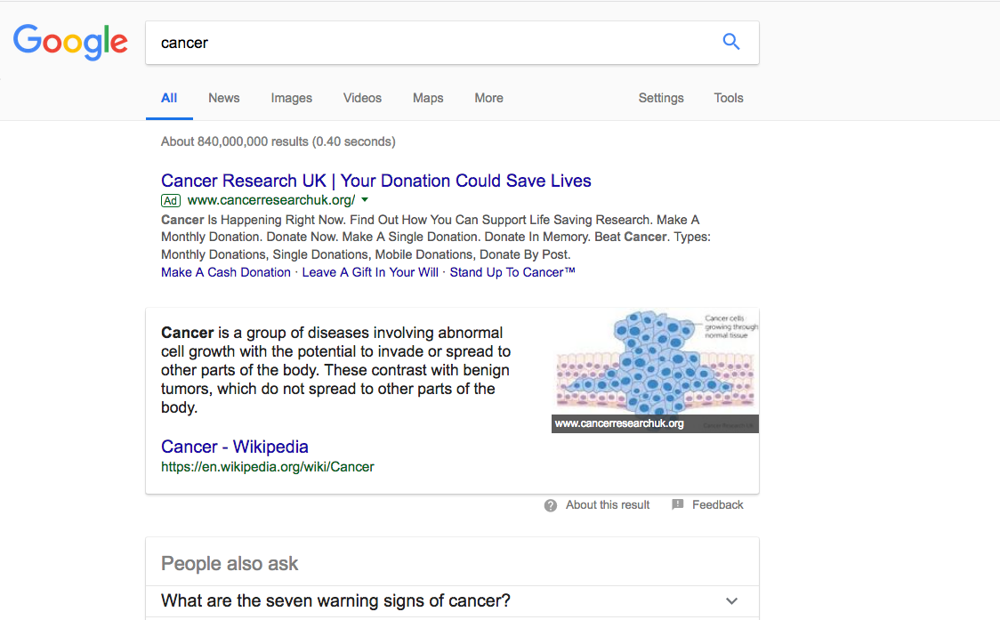 Google
cancer
All News Images Videos Maps More Settings Tools
About 840,000,000 results (0.40 seconds)
Cancer Research UK | Your Donation Could Save Lives
Ad www.cancerresearchuk.org/
Cancer Is Happening Right Now. Find Out How You Can Support Life Saving Research. Make A
Monthly Donation. Donate Now. Make A Single Donation. Donate In Memory. Beat Cancer. Types:
Monthly Donations, Single Donations, Mobile Donations, Donate By Post.
Make A Cash Donation · Leave A Gift In Your Will · Stand Up To Cancer™
Cancer is a group of diseases involving abnormal
cell growth with the potential to invade or spread to
other parts of the body. These contrast with benign
tumors, which do not spread to other parts of the
body.
Cancer cells
growing through
normal tissue
www.cancerresearchuk.org
Cancer - Wikipedia
https://en.wikipedia.org/wiki/Cancer
About this result Feedback
People also ask
What are the seven warning signs of cancer?